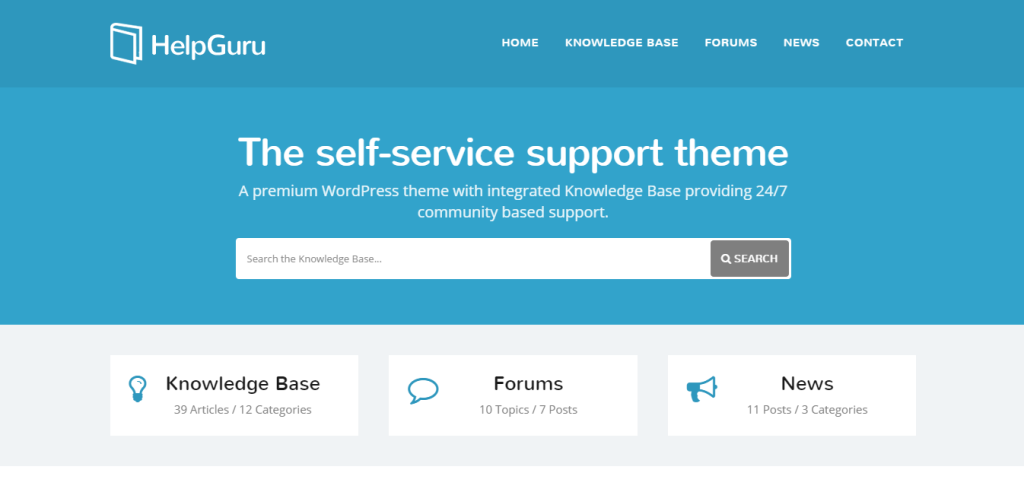 HelpGuru
HOME KNOWLEDGE BASE FORUMS NEWS CONTACT
The self-service support theme
A premium WordPress theme with integrated Knowledge Base providing 24/7
community based support.
Search the Knowledge Base...
SEARCH
Knowledge Base
39 Articles / 12 Categories
Forums
10 Topics / 7 Posts
News
11 Posts / 3 Categories